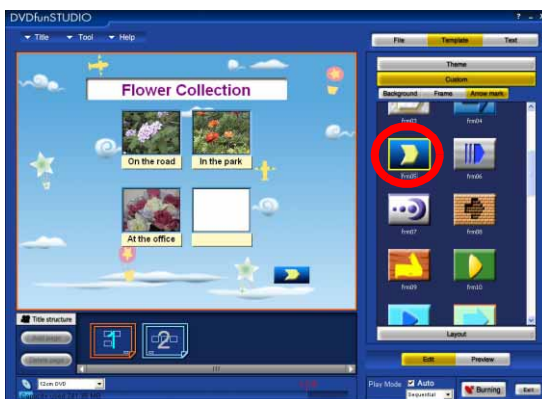 DVDfunSTUDIO
Title Tool Help
File Template Text
Theme
Custom
Background Frame Arrow mark
Flower Collection
frm03 frm04
On the road In the park
frm05 frm06
At the office
frm07 frm08
frm09 frm10
Title structure
Add page
Delete page
1 2
Layout
Edit Preview
12cm DVD
Play Mode Auto
Sequential
Burning Exit